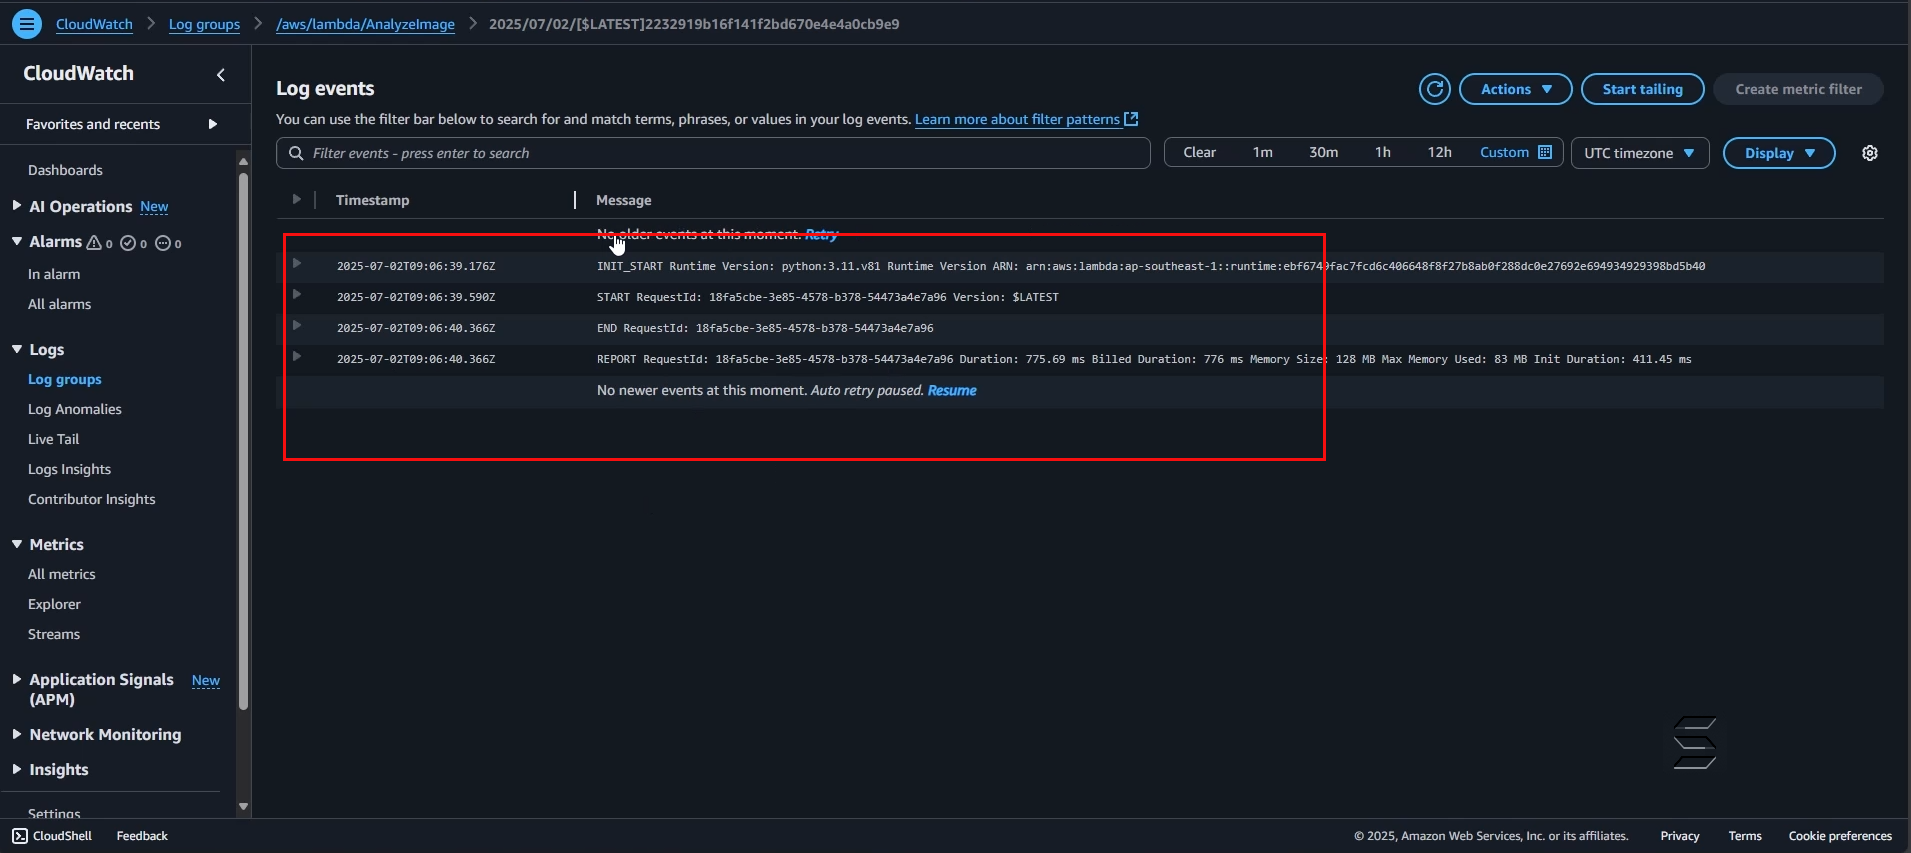 CloudWatch > Log groups > /aws/lambda/AnalyzeImage > 2025/07/02/[$LATEST]2232919b16f141f2bd670e4e4a0cb9e9
CloudWatch
Favorites and recents
Dashboards
AI Operations New
Alarms 0 0 0
In alarm
All alarms
Logs
Log groups
Log Anomalies
Live Tail
Logs Insights
Contributor Insights
Metrics
All metrics
Explorer
Streams
Application Signals New
(APM)
Network Monitoring
Insights
Settings
Log events
Actions
Start tailing
Create metric filter
You can use the filter bar below to search for and match terms, phrases, or values in your log events. Learn more about filter patterns
Filter events - press enter to search
Clear 1m 30m 1h 12h Custom UTC timezone Display
Timestamp Message
No older events at this moment. Retry
2025-07-02T09:06:39.176Z INIT_START Runtime Version: python:3.11.v81 Runtime Version ARN: arn:aws:lambda:ap-southeast-1::runtime:ebf6749fac7fcd6c406648f8f27b8ab0f288dc0e27692e694934929398bd5b40
2025-07-02T09:06:39.590Z START RequestId: 18fa5cbe-3e85-4578-b378-54473a4e7a96 Version: $LATEST
2025-07-02T09:06:40.366Z END RequestId: 18fa5cbe-3e85-4578-b378-54473a4e7a96
2025-07-02T09:06:40.366Z REPORT RequestId: 18fa5cbe-3e85-4578-b378-54473a4e7a96 Duration: 775.69 ms Billed Duration: 776 ms Memory Size: 128 MB Max Memory Used: 83 MB Init Duration: 411.45 ms
No newer events at this moment. Auto retry paused. Resume
CloudShell Feedback © 2025, Amazon Web Services, Inc. or its affiliates. Privacy Terms Cookie preferences